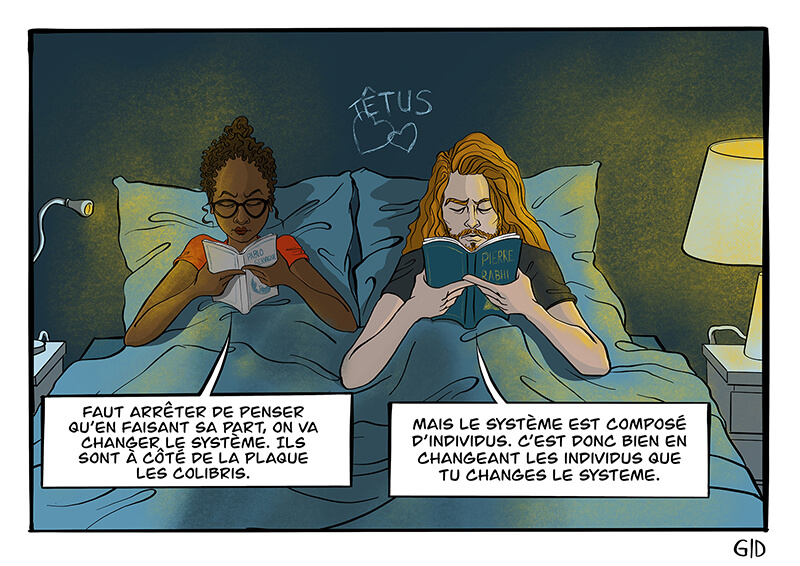 TÊTUS
PABLO
SERVIGNE
PIERRE
RABHI
FAUT ARRÊTER DE PENSER
QU'EN FAISANT SA PART, ON VA
CHANGER LE SYSTÈME. ILS
SONT À CÔTÉ DE LA PLAQUE
LES COLIBRIS.
MAIS LE SYSTÈME EST COMPOSÉ
D'INDIVIDUS. C'EST DONC BIEN EN
CHANGEANT LES INDIVIDUS QUE
TU CHANGES LE SYSTEME.
GID